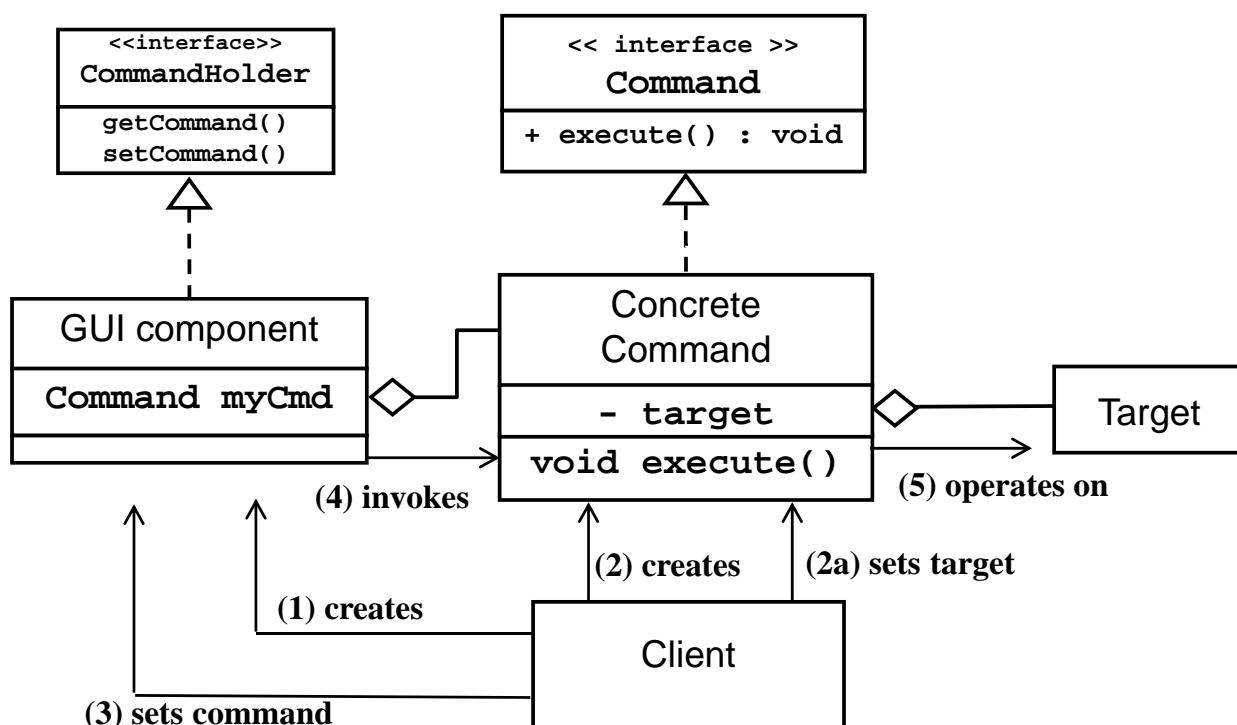 <<interface>>
CommandHolder
getCommand()
setCommand()
<< interface >>
Command
+ execute() : void
GUI component
Command myCmd
Concrete
Command
- target
void execute()
Target
(4) invokes
(5) operates on
(2) creates
(2a) sets target
(1) creates
Client
(3) sets command